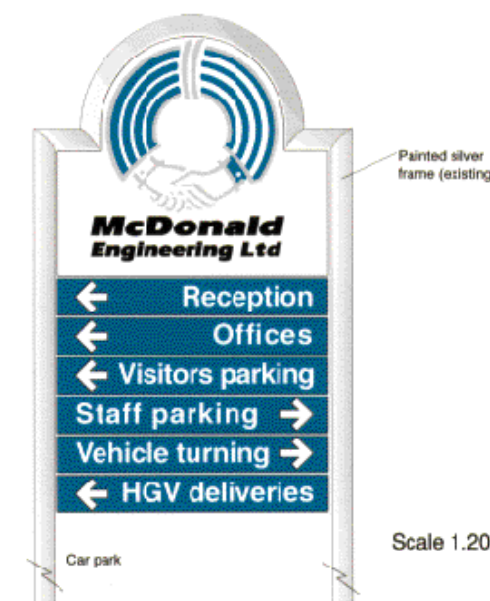 Painted silver
frame (existing
McDonald
Engineering Ltd
Reception
Offices
Visitors parking
Staff parking
Vehicle turning
HGV deliveries
Scale 1.20
Car park